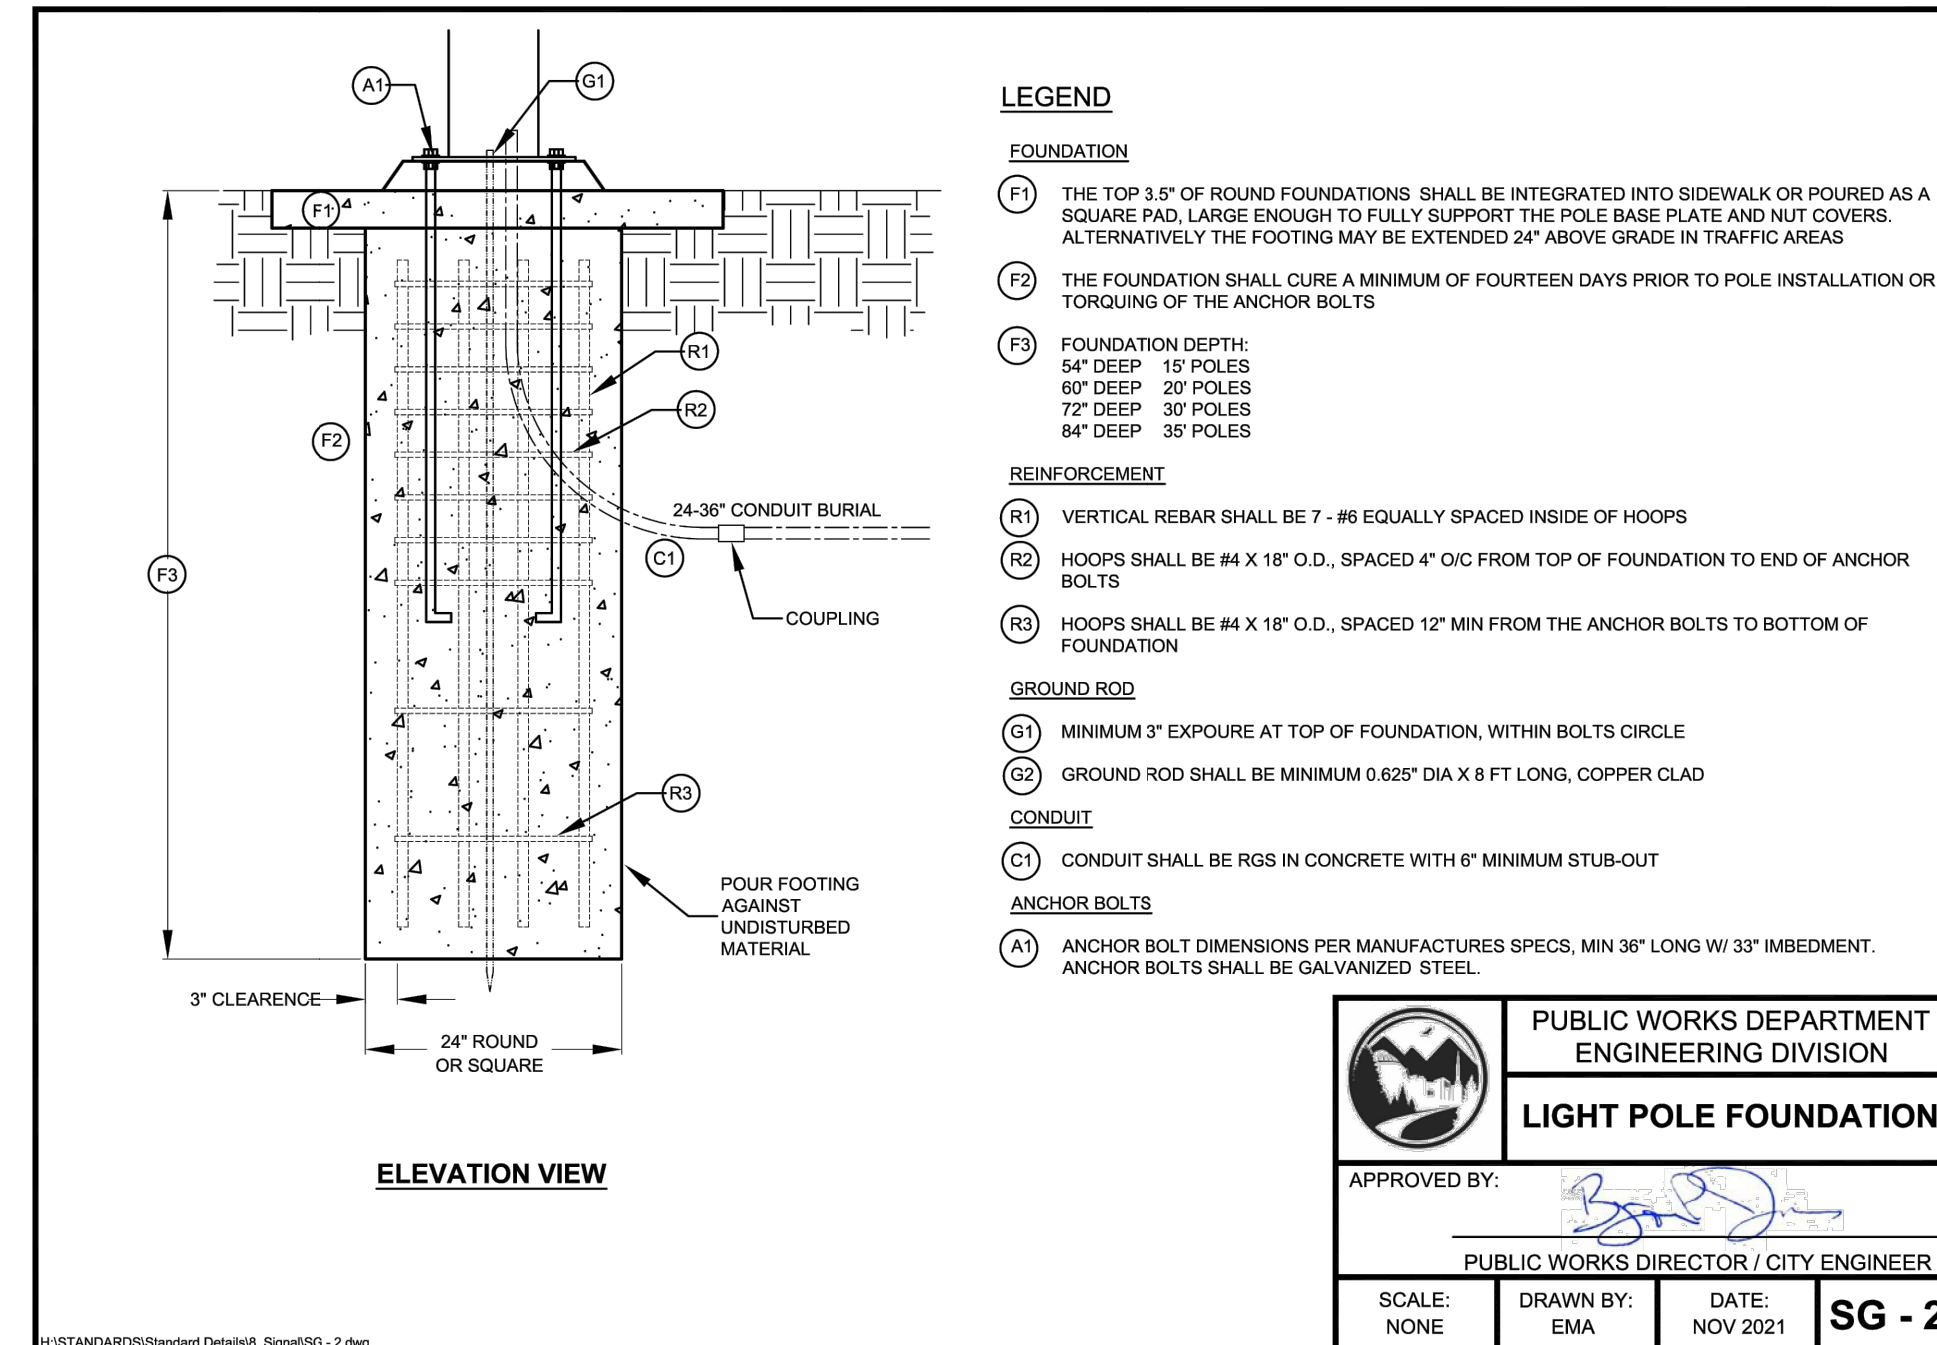 A1
G1
F1
R1
R2
F2
24-36" CONDUIT BURIAL
C1
F3
COUPLING
R3
POUR FOOTING
AGAINST
UNDISTURBED
MATERIAL
3" CLEARENCE
24" ROUND
OR SQUARE
ELEVATION VIEW
H:\STANDARDS\Standard Details\8_Signal\SG - 2.dwg
LEGEND
FOUNDATION
F1 THE TOP 3.5" OF ROUND FOUNDATIONS SHALL BE INTEGRATED INTO SIDEWALK OR POURED AS A
SQUARE PAD, LARGE ENOUGH TO FULLY SUPPORT THE POLE BASE PLATE AND NUT COVERS.
ALTERNATIVELY THE FOOTING MAY BE EXTENDED 24" ABOVE GRADE IN TRAFFIC AREAS
F2 THE FOUNDATION SHALL CURE A MINIMUM OF FOURTEEN DAYS PRIOR TO POLE INSTALLATION OR
TORQUING OF THE ANCHOR BOLTS
F3 FOUNDATION DEPTH:
54" DEEP 15' POLES
60" DEEP 20' POLES
72" DEEP 30' POLES
84" DEEP 35' POLES
REINFORCEMENT
R1 VERTICAL REBAR SHALL BE 7 - #6 EQUALLY SPACED INSIDE OF HOOPS
R2 HOOPS SHALL BE #4 X 18" O.D., SPACED 4" O/C FROM TOP OF FOUNDATION TO END OF ANCHOR
BOLTS
R3 HOOPS SHALL BE #4 X 18" O.D., SPACED 12" MIN FROM THE ANCHOR BOLTS TO BOTTOM OF
FOUNDATION
GROUND ROD
G1 MINIMUM 3" EXPOURE AT TOP OF FOUNDATION, WITHIN BOLTS CIRCLE
G2 GROUND ROD SHALL BE MINIMUM 0.625" DIA X 8 FT LONG, COPPER CLAD
CONDUIT
C1 CONDUIT SHALL BE RGS IN CONCRETE WITH 6" MINIMUM STUB-OUT
ANCHOR BOLTS
A1 ANCHOR BOLT DIMENSIONS PER MANUFACTURES SPECS, MIN 36" LONG W/ 33" IMBEDMENT.
ANCHOR BOLTS SHALL BE GALVANIZED STEEL.
PUBLIC WORKS DEPARTMENT
ENGINEERING DIVISION
LIGHT POLE FOUNDATION
APPROVED BY:
PUBLIC WORKS DIRECTOR / CITY ENGINEER
SCALE:
NONE
DRAWN BY:
EMA
DATE:
NOV 2021
SG - 2